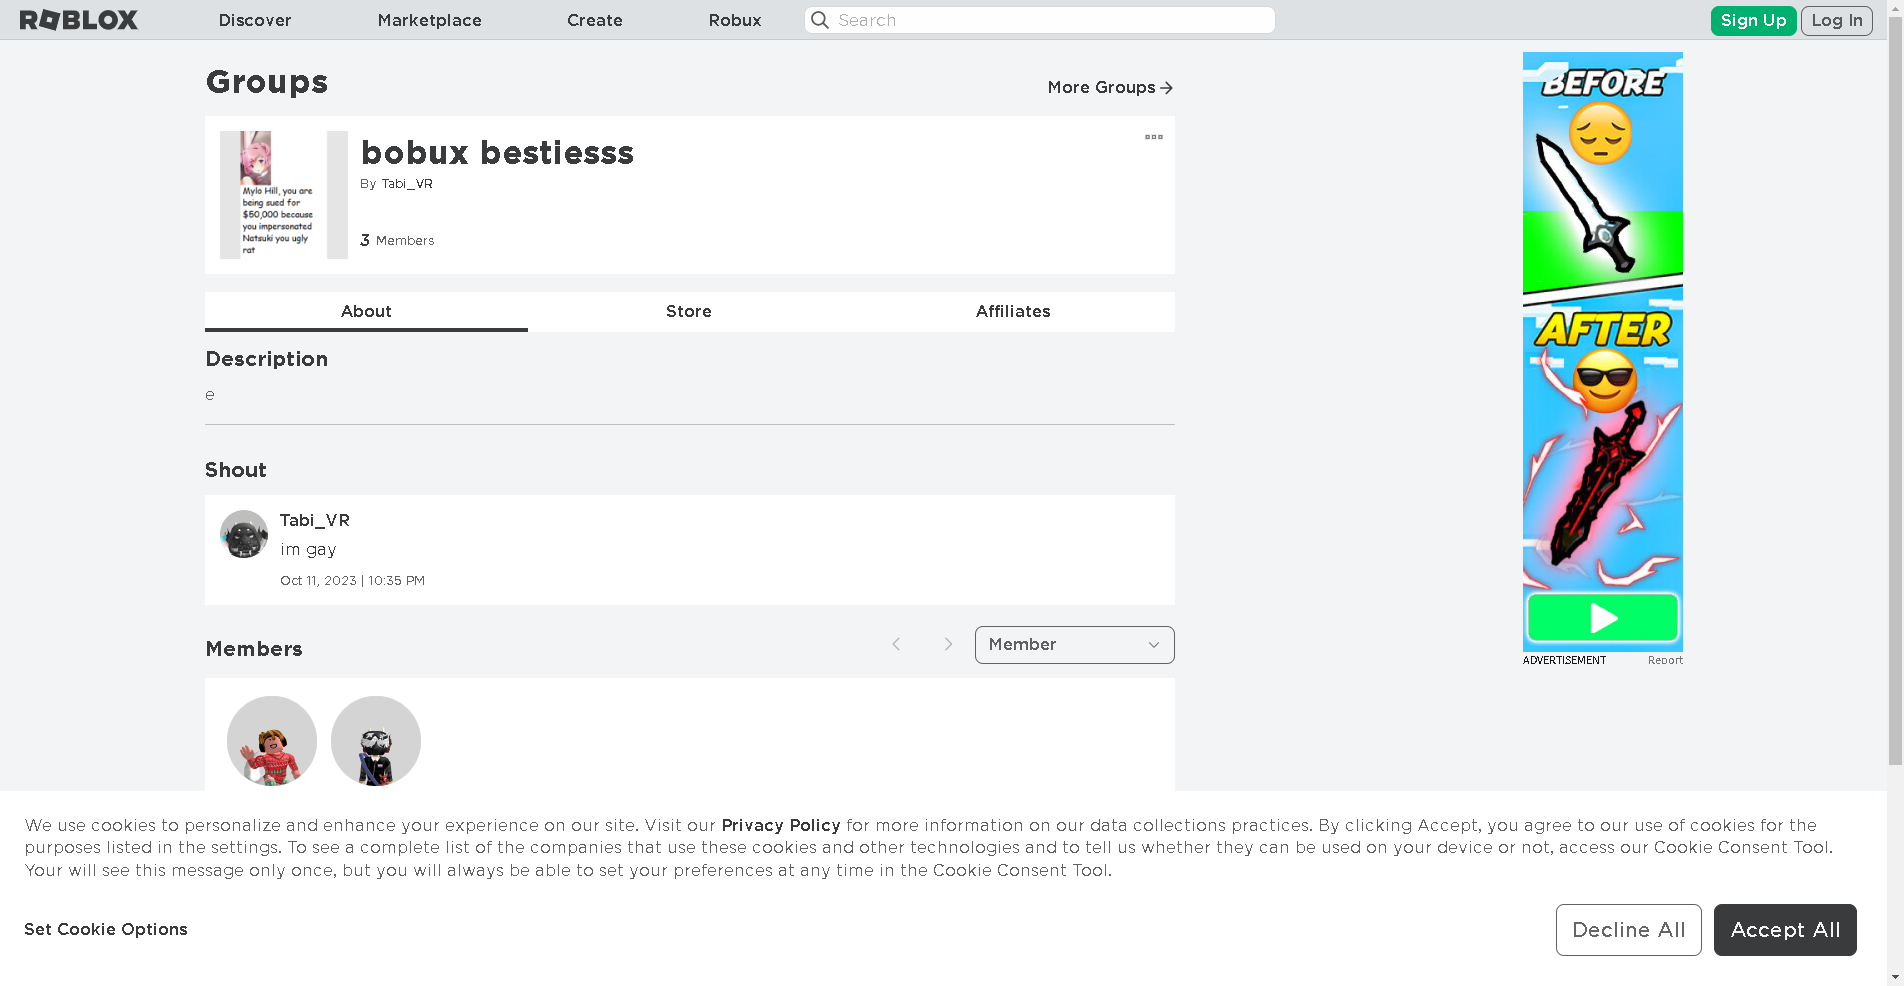 ROBLOX
Discover
Marketplace
Create
Robux
Search
Sign Up
Log In
Groups
More Groups
Mylo Hill, you are
being sued for
$50,000 because
you impersonated
Natsuki you ugly
rat
bobux bestiesss
By Tabi_VR
3 Members
About
Store
Affiliates
Description
e
Shout
Tabi_VR
im gay
Oct 11, 2023 | 10:35 PM
Members
Member
BEFORE
AFTER
ADVERTISEMENT
Report
We use cookies to personalize and enhance your experience on our site. Visit our Privacy Policy for more information on our data collections practices. By clicking Accept, you agree to our use of cookies for the
purposes listed in the settings. To see a complete list of the companies that use these cookies and other technologies and to tell us whether they can be used on your device or not, access our Cookie Consent Tool.
Your will see this message only once, but you will always be able to set your preferences at any time in the Cookie Consent Tool.
Set Cookie Options
Decline All
Accept All